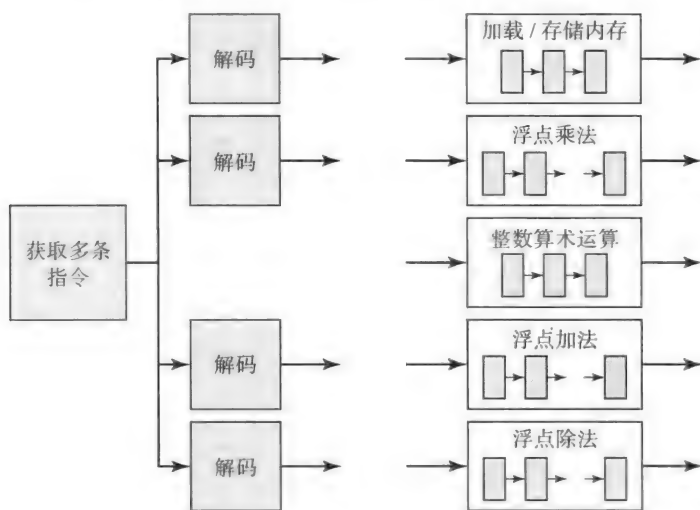 解码
加载 / 存储内存
解码
浮点乘法
获取多条
指令
整数算术运算
解码
浮点加法
解码
浮点除法